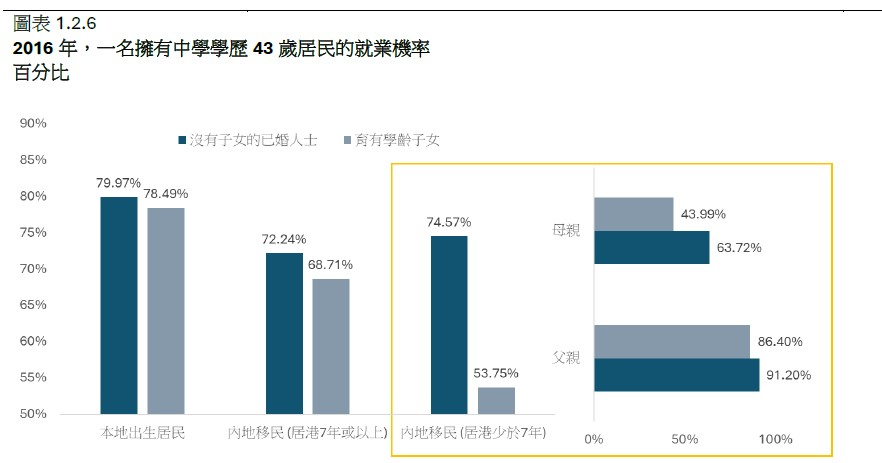 圖表 1.2.6
2016 年，一名擁有中學學歷 43 歲居民的就業機率
百分比
90%
85%
80%
75%
70%
65%
60%
55%
50%
沒有子女的已婚人士
育有學齡子女
79.97%
78.49%
72.24%
68.71%
74.57%
53.75%
本地出生居民
內地移民 (居港7年或以上)
內地移民 (居港少於7年)
母親
43.99%
63.72%
父親
86.40%
91.20%
0%
50%
100%